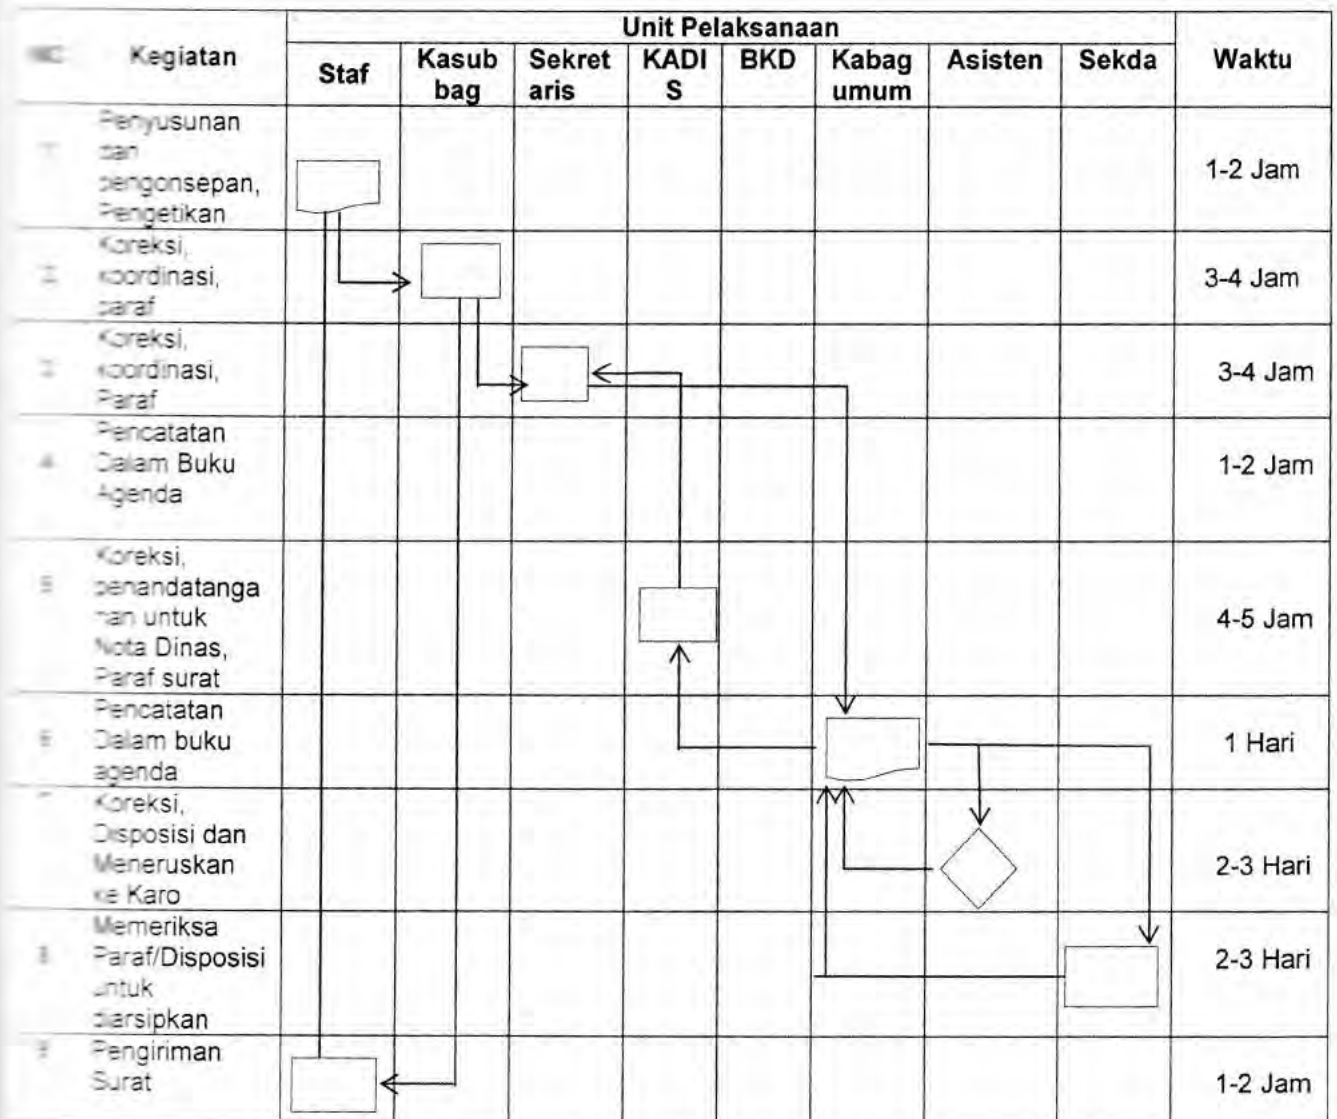 Unit Pelaksanaan
Kegiatan
Staf
Kasub
bag
Sekret
aris
KADI
S
BKD
Kabag
umum
Asisten
Sekda
Waktu
Penyusunan
dan
pengonsepan,
Pengetikan
1-2 Jam
Koreksi,
koordinasi,
paraf
3-4 Jam
Koreksi,
koordinasi,
Paraf
3-4 Jam
Pencatatan
Dalam Buku
Agenda
1-2 Jam
Koreksi,
penandatanga
nan untuk
Nota Dinas,
Paraf surat
4-5 Jam
Pencatatan
Dalam buku
agenda
1 Hari
Koreksi,
Disposisi dan
Meneruskan
ke Karo
2-3 Hari
Memeriksa
Paraf/Disposisi
untuk
diarsipkan
2-3 Hari
Pengiriman
Surat
1-2 Jam